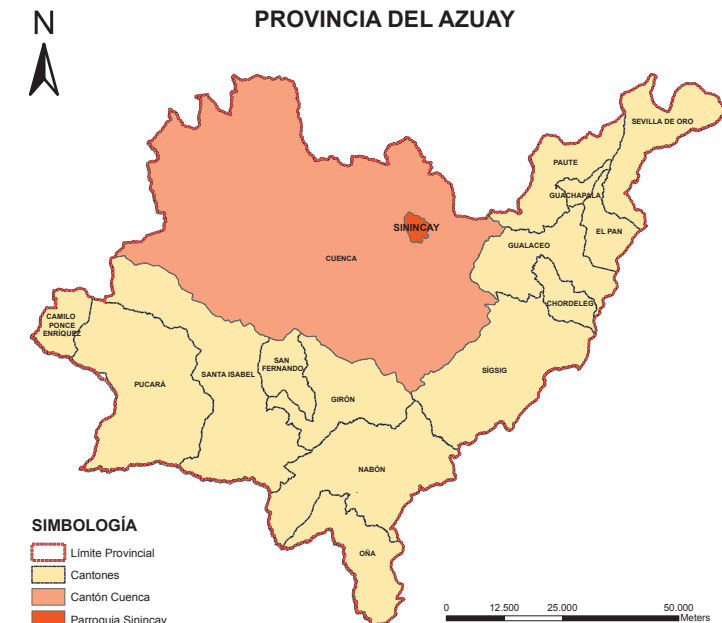 PROVINCIA DEL AZUAY
N
SEVILLA DE ORO
PAUTE
GUACHAPALA
SININCAY
EL PAN
GUALACEO
CUENCA
CHORDELEG
CAMILO
PONCE
ENRÍQUEZ
SAN
FERNANDO
SÍGSIG
SANTA ISABEL
PUCARÁ
GIRÓN
NABÓN
OÑA
SIMBOLOGÍA
Límite Provincial
Cantones
Cantón Cuenca
Parroquia Sinincay
0 12.500 25.000 50.000
Meters